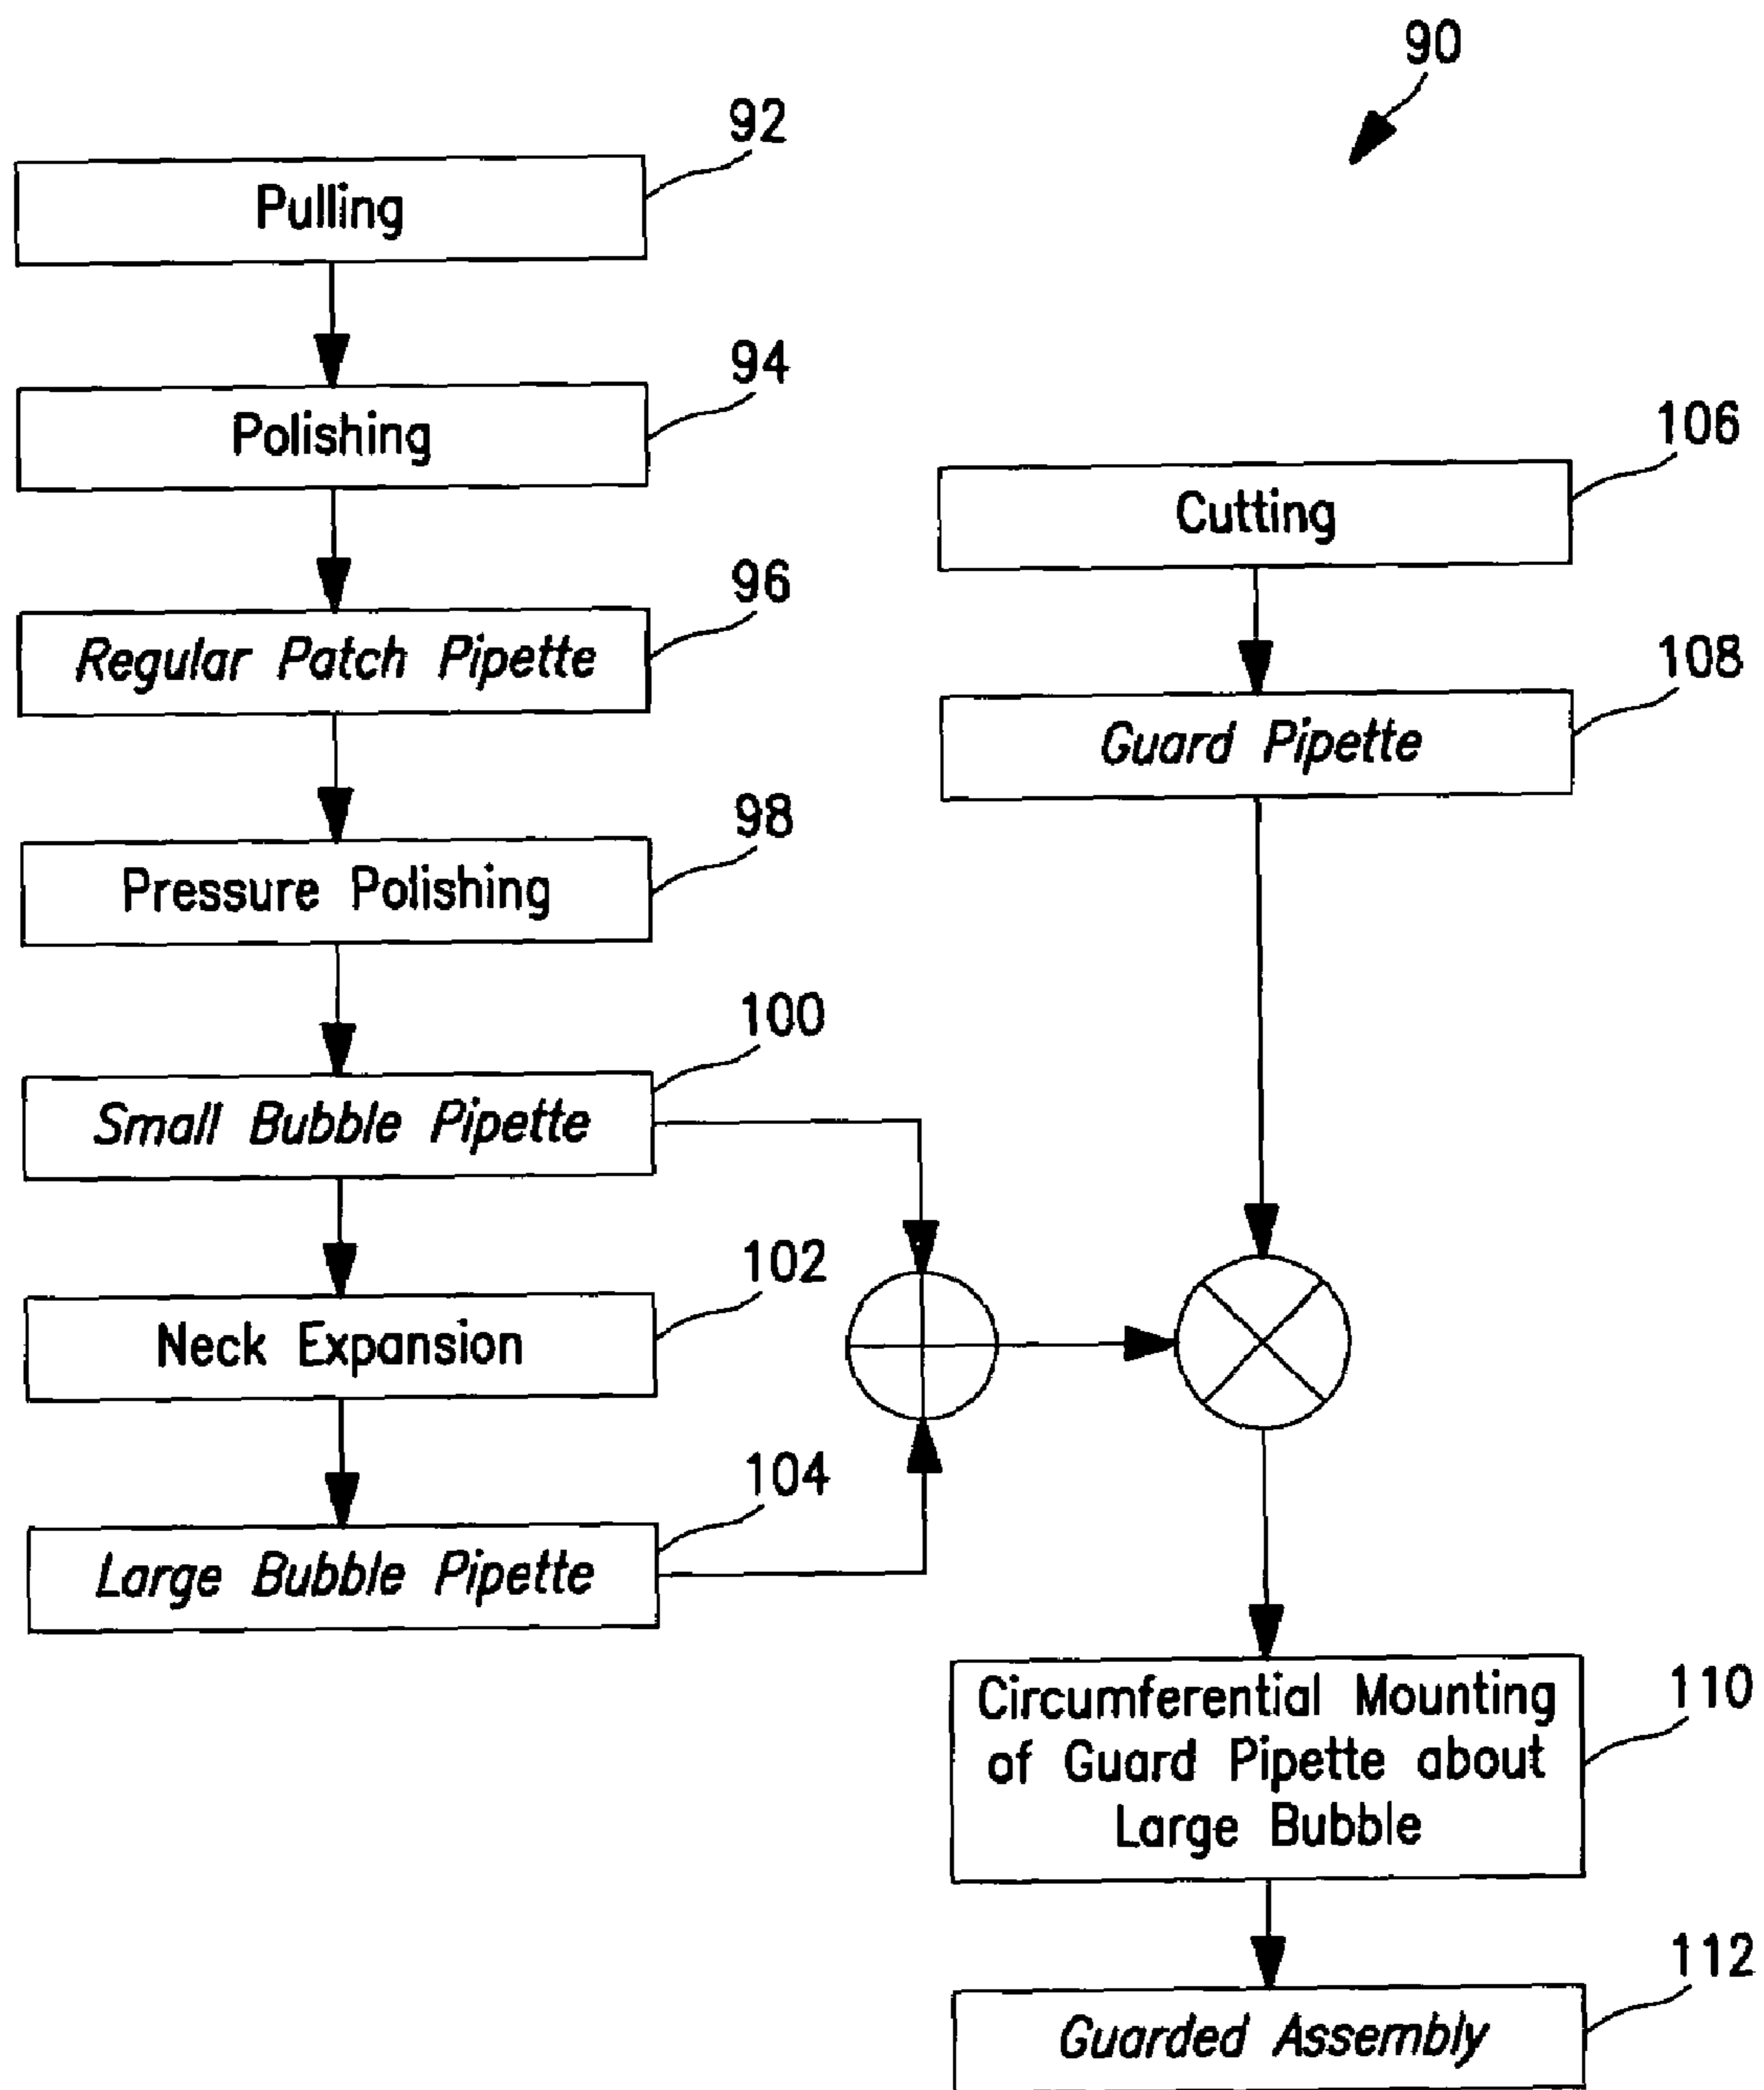 90
92
Pulling
94
Polishing
96
Regular Patch Pipette
98
Pressure Polishing
100
Small Bubble Pipette
102
Neck Expansion
104
Large Bubble Pipette
106
Cutting
108
Guard Pipette
110
Circumferential Mounting
of Guard Pipette about
Large Bubble
112
Guarded Assembly